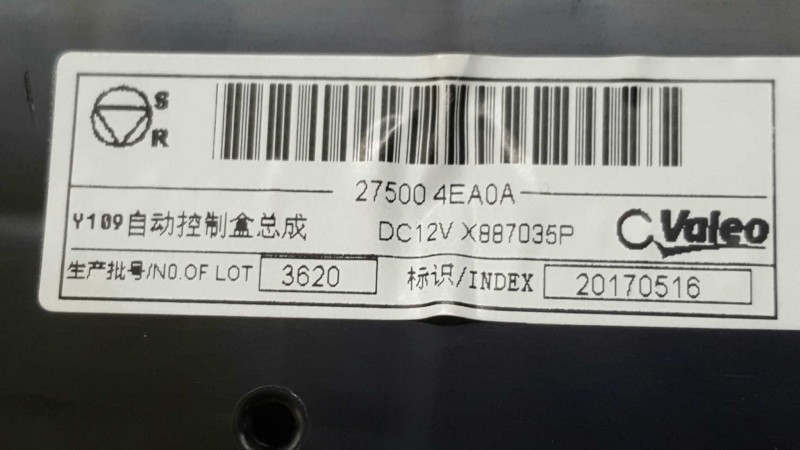 S
R
27500 4EA0A
Y109自动控制盒总成 DC12V X887035P Valeo
生产批号/NO.OF LOT 3620 标识/INDEX 20170516